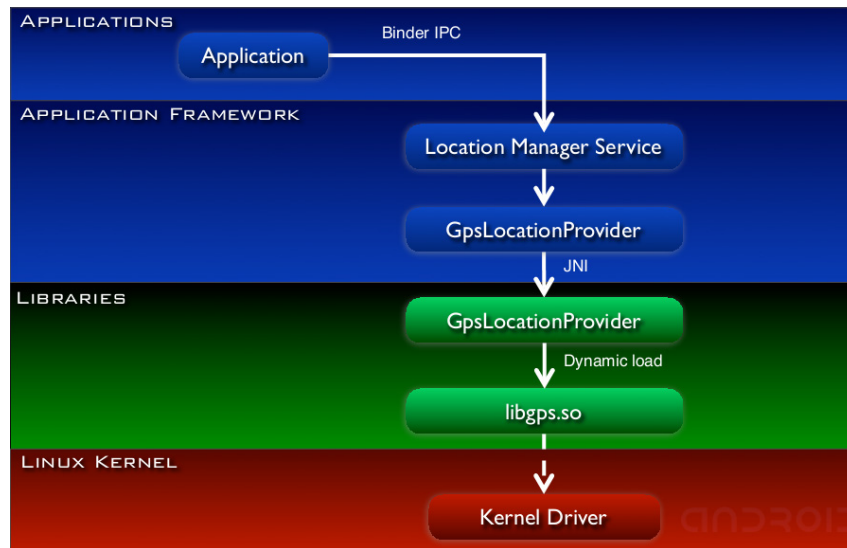 APPLICATIONS
Binder IPC
Application
APPLICATION FRAMEWORK
Location Manager Service
GpsLocationProvider
JNI
LIBRARIES
GpsLocationProvider
Dynamic load
libgps.so
LINUX KERNEL
Kernel Driver